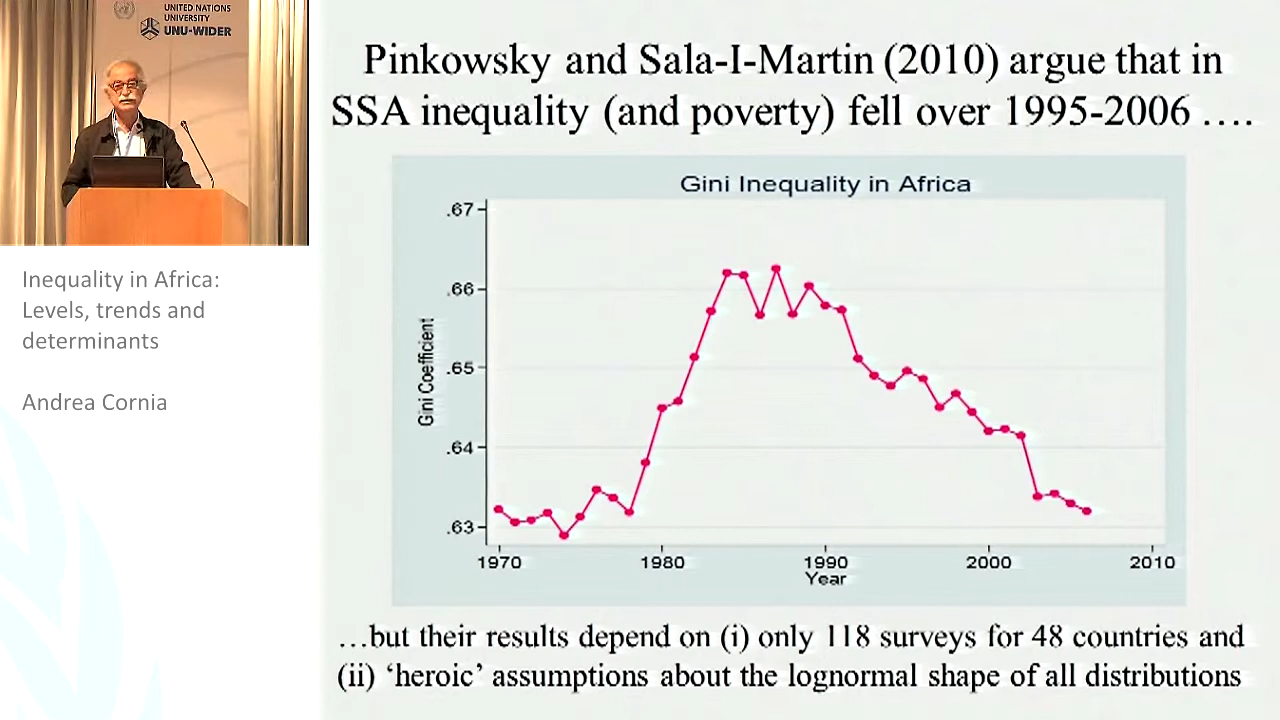 UNITED NATIONS
UNIVERSITY
UNU-WIDER
Inequality in Africa:
Levels, trends and
determinants
Andrea Cornia
Pinkowsky and Sala-I-Martin (2010) argue that in
SSA inequality (and poverty) fell over 1995-2006 ….
Gini Inequality in Africa
Gini Coefficient
.67
.66
.65
.64
.63
1970 1980 1990 2000 2010
Year
…but their results depend on (i) only 118 surveys for 48 countries and
(ii) ‘heroic’ assumptions about the lognormal shape of all distributions